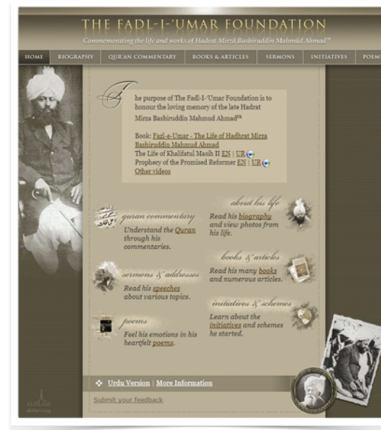 THE FADL-I-'UMAR FOUNDATION
Commemorating the life and works of Hadrat Mirzā Bashiruddin Mahmūd Ahmad
HOME
BIOGRAPHY
QURAN COMMENTARY
BOOKS & ARTICLES
SERMONS
INITIATIVES
POEM
The purpose of The Fadl-I-'Umar Foundation is to
honour the loving memory of the late Hadrat
Mirza Bashiruddin Mahmud Ahmad
Book: Fazl-e-Umar - The Life of Hadhrat Mirza
Bashiruddin Mahmud Ahmad
The Life of Khalifatul Masih II EN | UR
Prophecy of the Promised Reformer EN | UR
Other videos
quran commentary
Understand the Quran
through his
commentaries.
about his life
Read his biography
and view photos from
his life.
sermons & addresses
Read his speeches
about various topics.
books & articles
Read his many books
and numerous articles.
poems
Feel his emotions in his
heartfelt poems.
initiatives & schemes
Learn about the
initiatives and schemes
he started.
Urdu Version | More Information
Submit your feedback